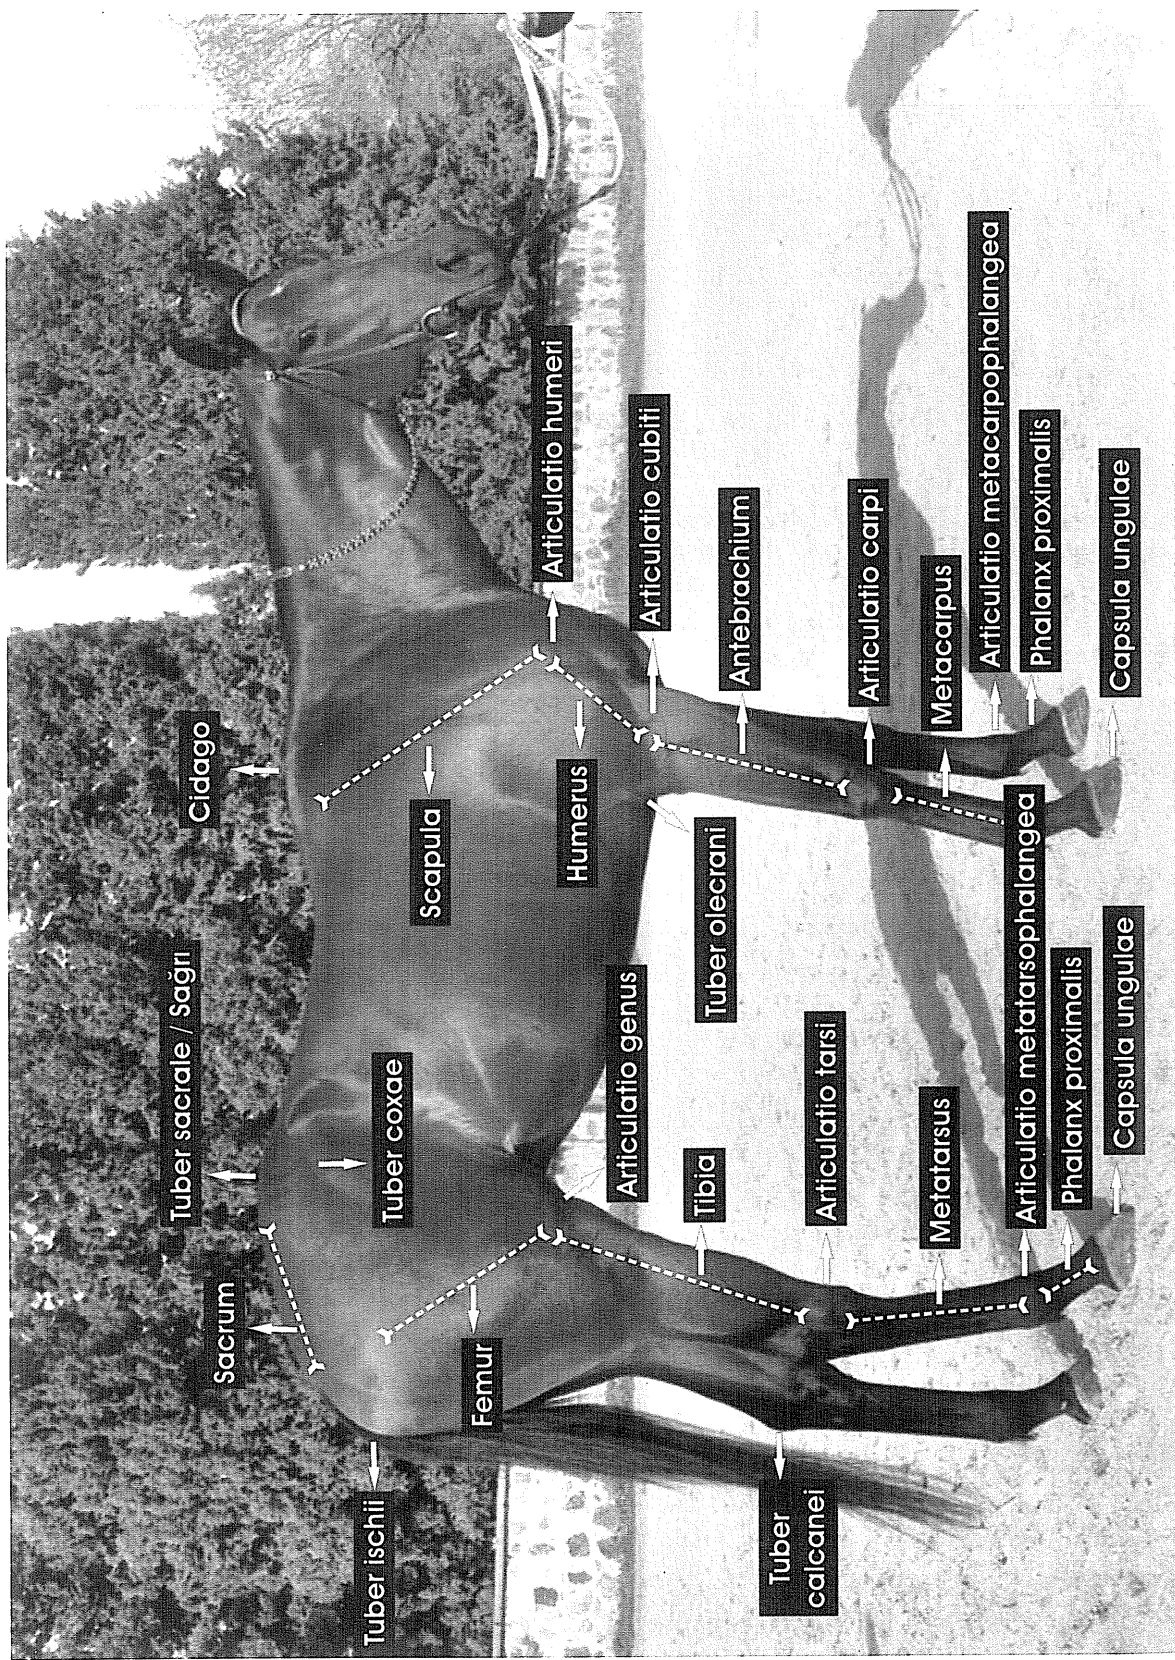 Tuber sacrale / Sağrı
Cidago
Sacrum
Tuber ischii
Tuber coxae
Scapula
Femur
Articulatio humeri
Humerus
Articulatio genus
Articulatio cubiti
Tibia
Tuber olecrani
Antebrachium
Tuber
calcanei
Articulatio tarsi
Articulatio carpi
Metatarsus
Metacarpus
Articulatio metacarpophalangea
Articulatio metatarsophalangea
Phalanx proximalis
Phalanx proximalis
Capsula ungulae
Capsula ungulae